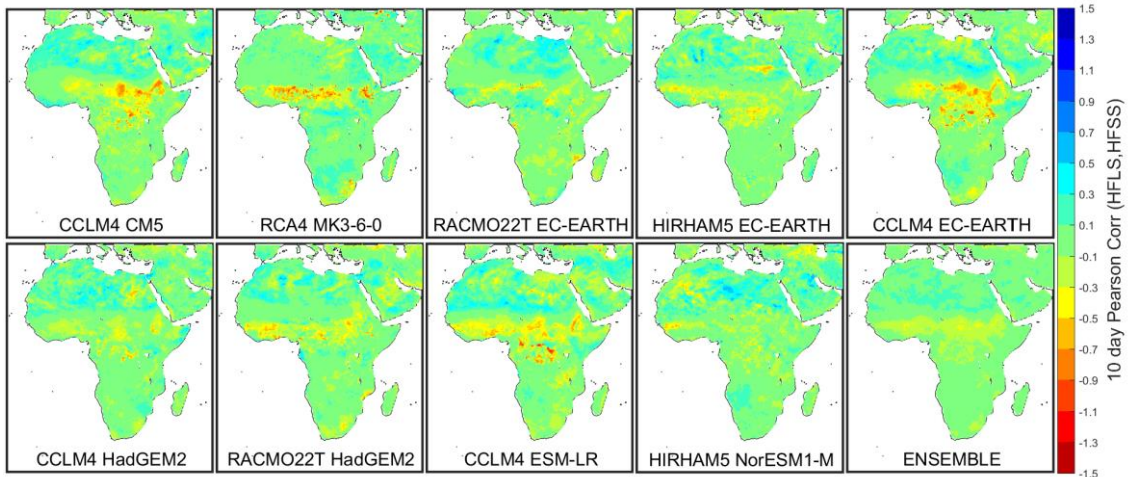 CCLM4 CM5
RCA4 MK3-6-0
RACMO22T EC-EARTH
HIRHAM5 EC-EARTH
CCLM4 EC-EARTH
CCLM4 HadGEM2
RACMO22T HadGEM2
CCLM4 ESM-LR
HIRHAM5 NorESM1-M
ENSEMBLE
1.5
1.3
1.1
0.9
0.7
0.5
0.3
0.1
-0.1
-0.3
-0.5
-0.7
-0.9
-1.1
-1.3
-1.5
10 day Pearson Corr (HFLS,HFSS)